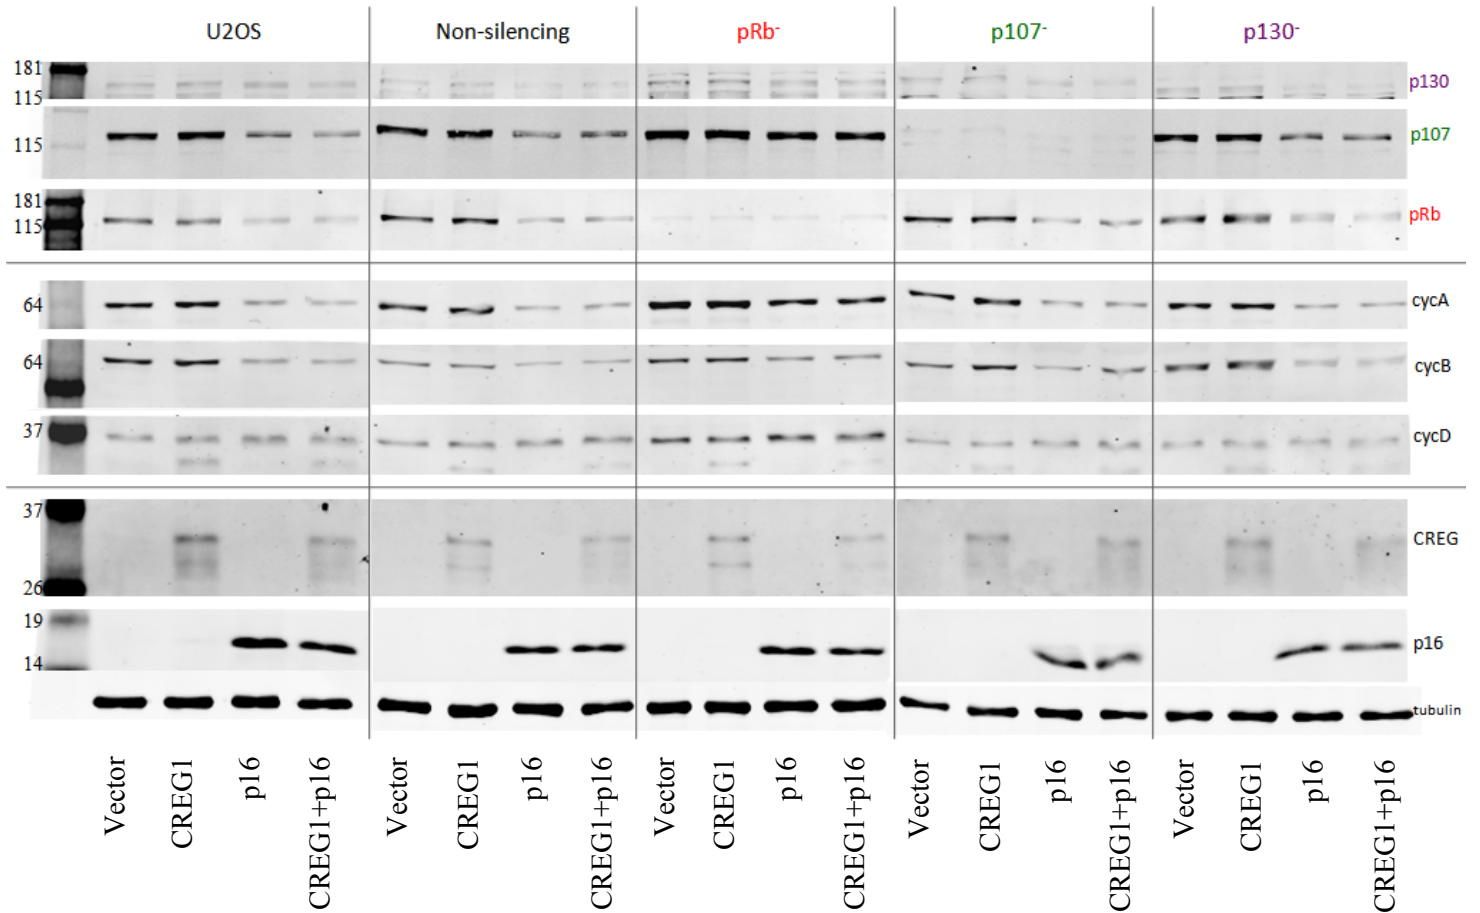 U2OS Non-silencing pRb⁻ p107⁻ p130⁻
181
115 p130
115 p107
181
115 pRb
64 cycA
64 cycB
37 cycD
37 CREG
26
19 p16
14
tubulin
Vector CREG1 p16 CREG1+p16 Vector CREG1 p16 CREG1+p16 Vector CREG1 p16 CREG1+p16 Vector CREG1 p16 CREG1+p16 Vector CREG1 p16 CREG1+p16